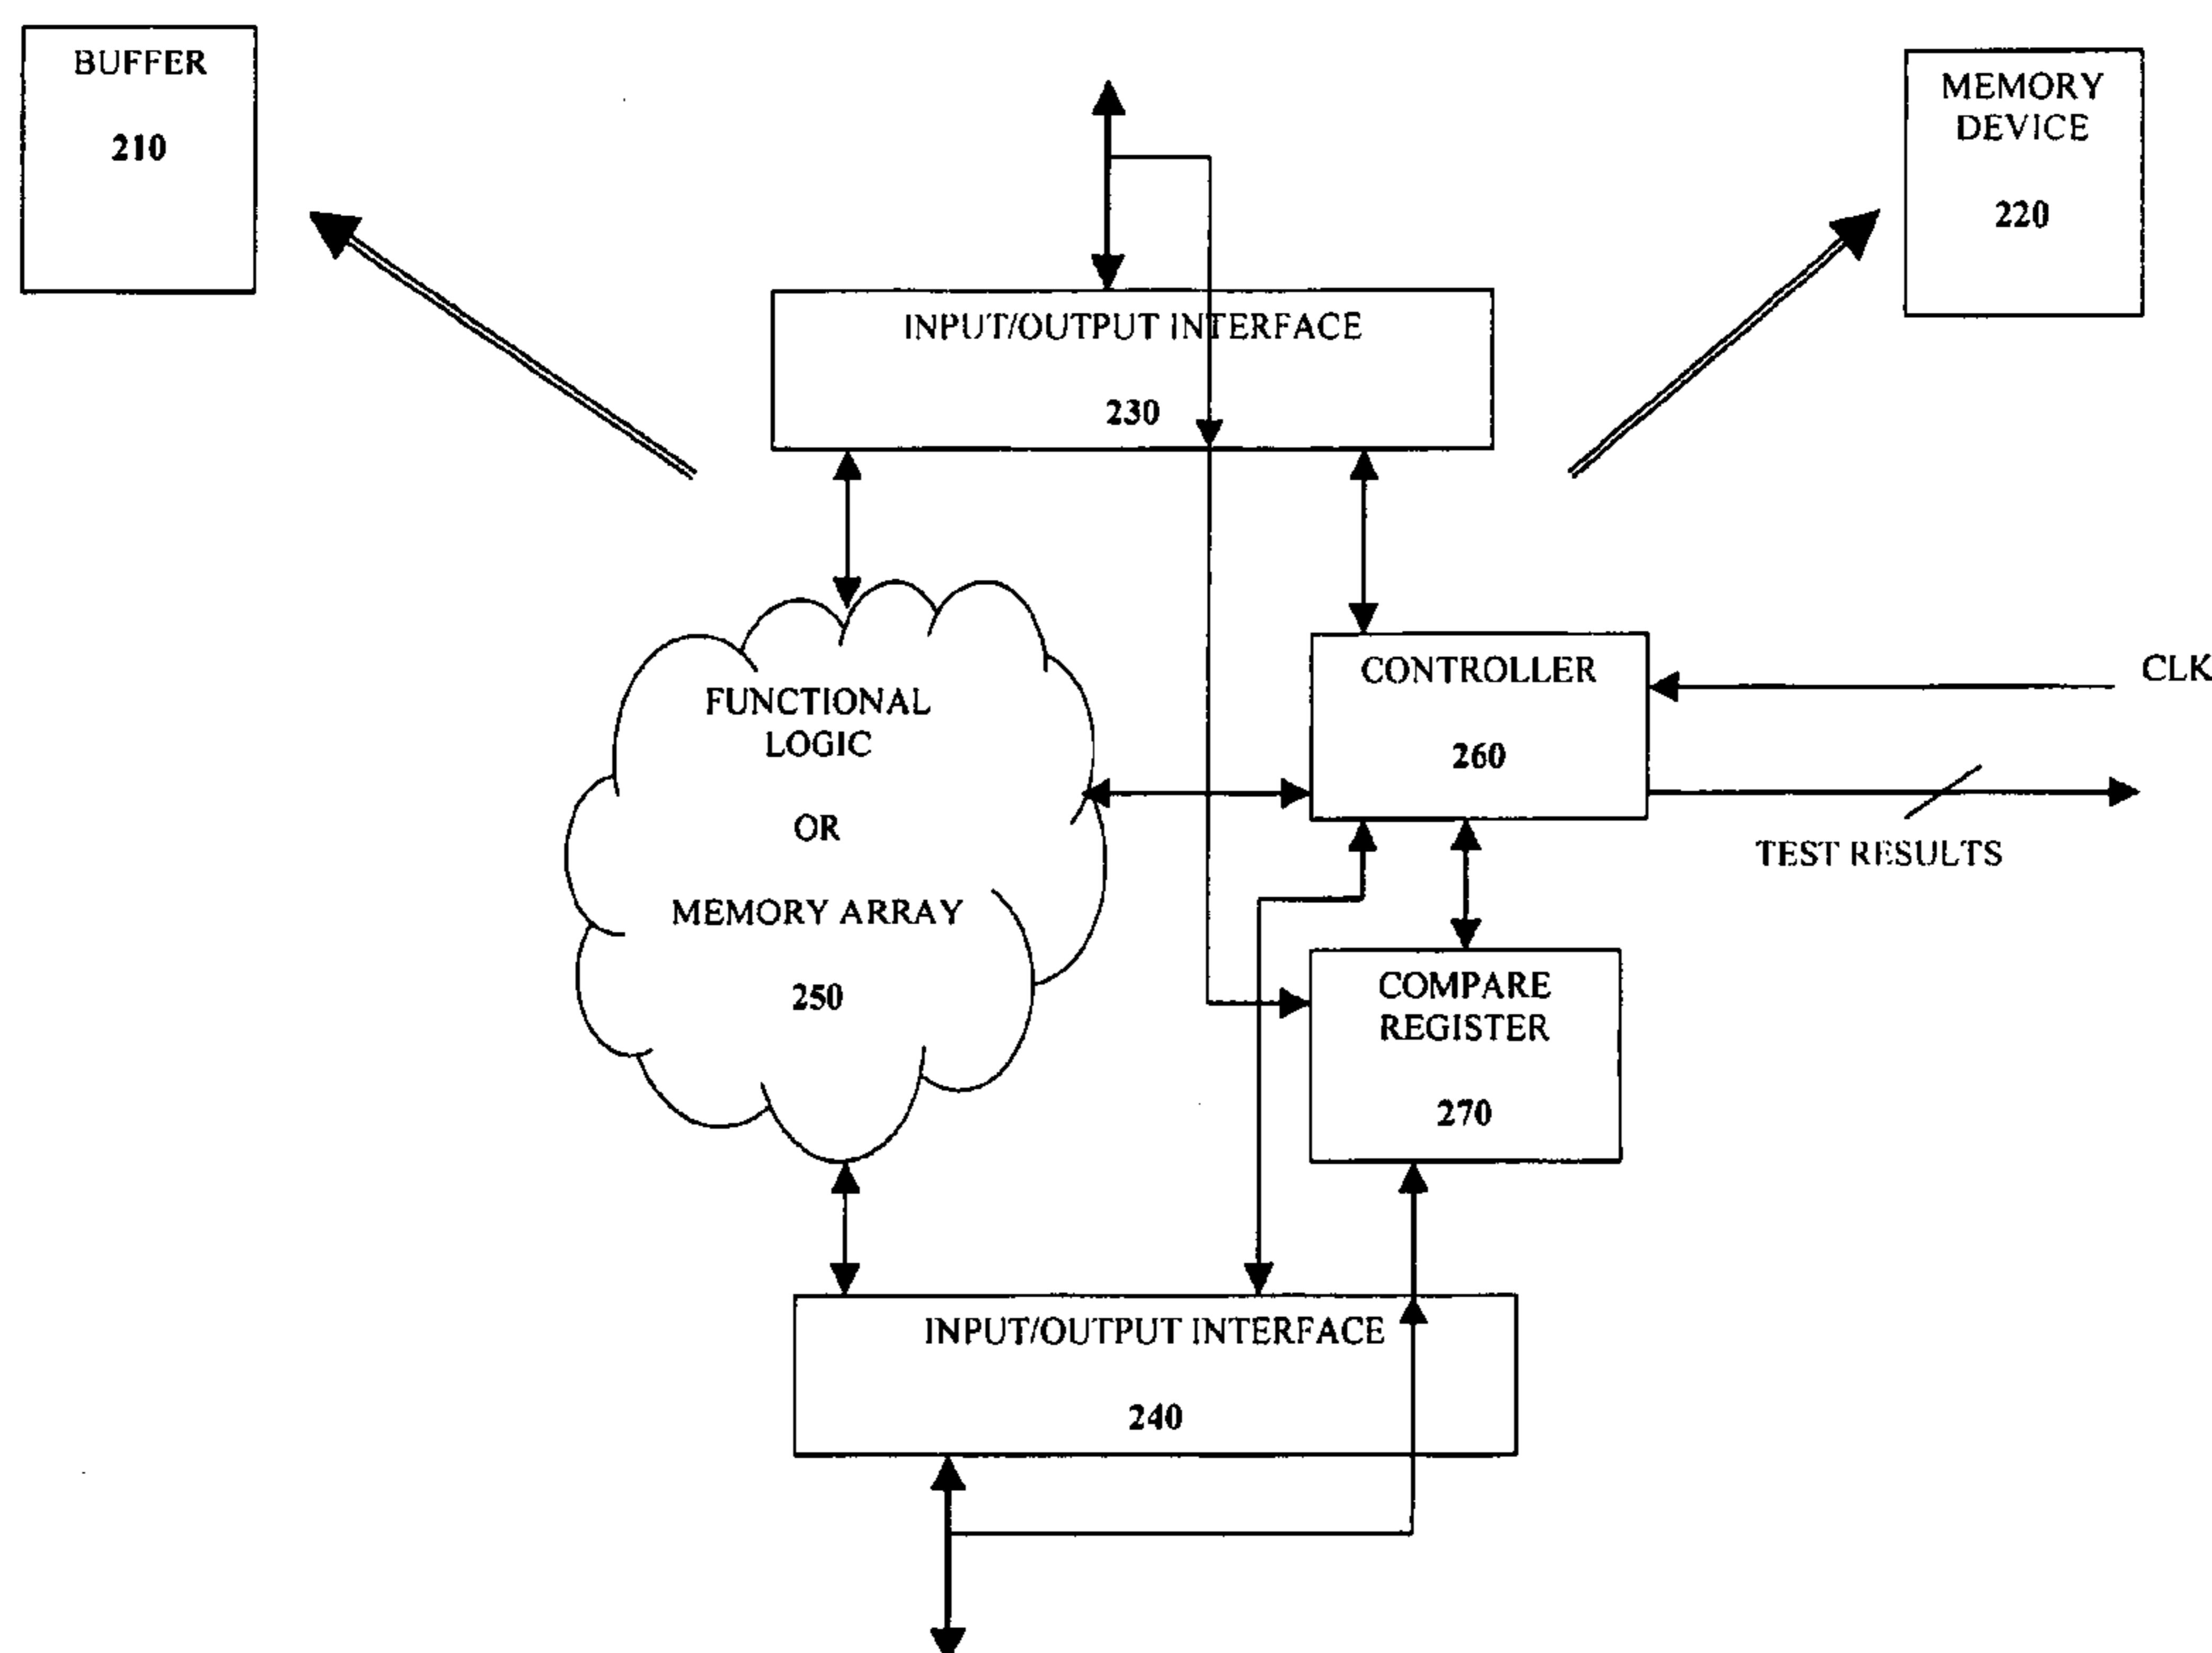 BUFFER
210
MEMORY
DEVICE
220
INPUT/OUTPUT INTERFACE
230
FUNCTIONAL
LOGIC
OR
MEMORY ARRAY
250
CONTROLLER
260
CLK
TEST RESULTS
COMPARE
REGISTER
270
INPUT/OUTPUT INTERFACE
240